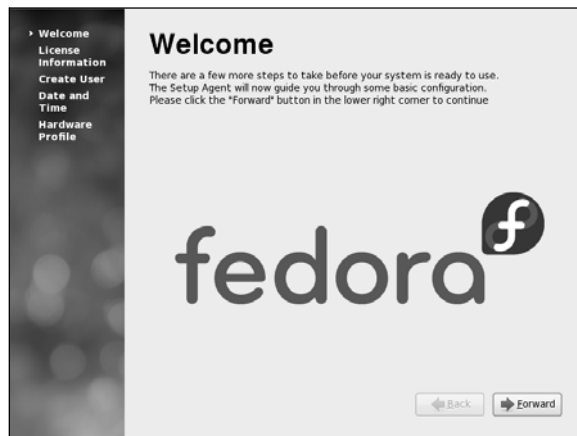 Welcome
License
Information
Create User
Date and
Time
Hardware
Profile
Welcome
There are a few more steps to take before your system is ready to use.
The Setup Agent will now guide you through some basic configuration.
Please click the "Forward" button in the lower right corner to continue
fedora
f
Back
Forward